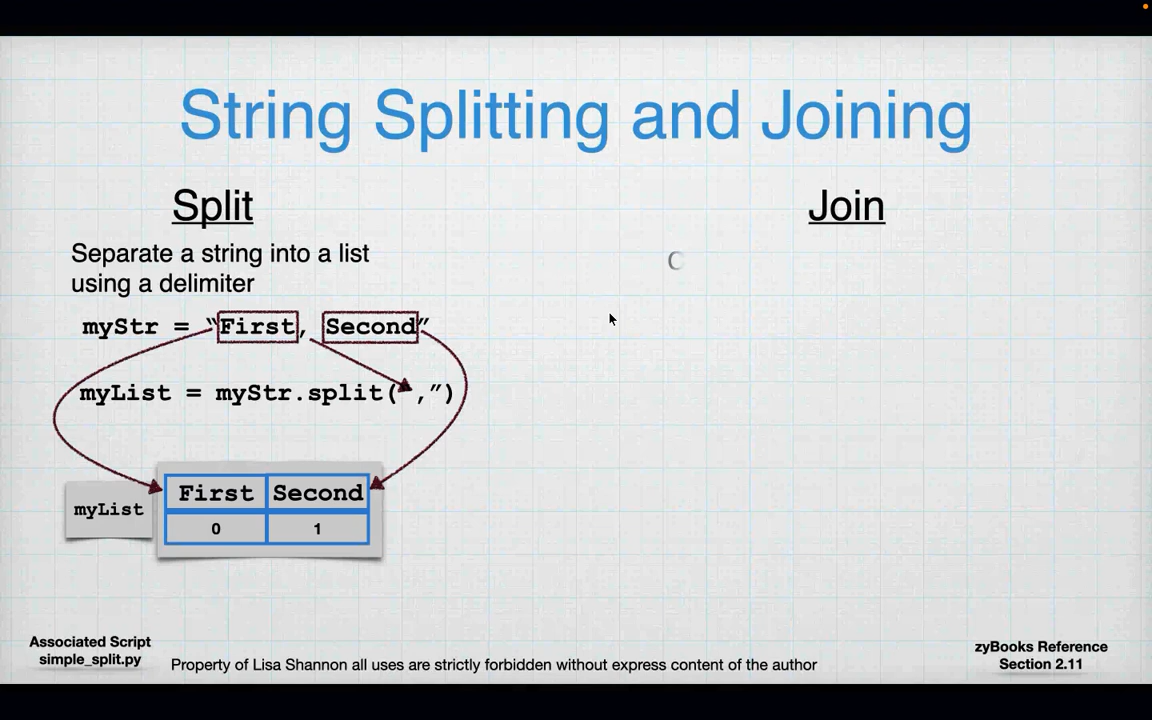 String Splitting and Joining
Split
Separate a string into a list
using a delimiter
myStr = “First, Second”
myList = myStr.split(“,”)
myList
First Second
0 1
Join
C
Associated Script
simple_split.py
Property of Lisa Shannon all uses are strictly forbidden without express content of the author
zyBooks Reference
Section 2.11